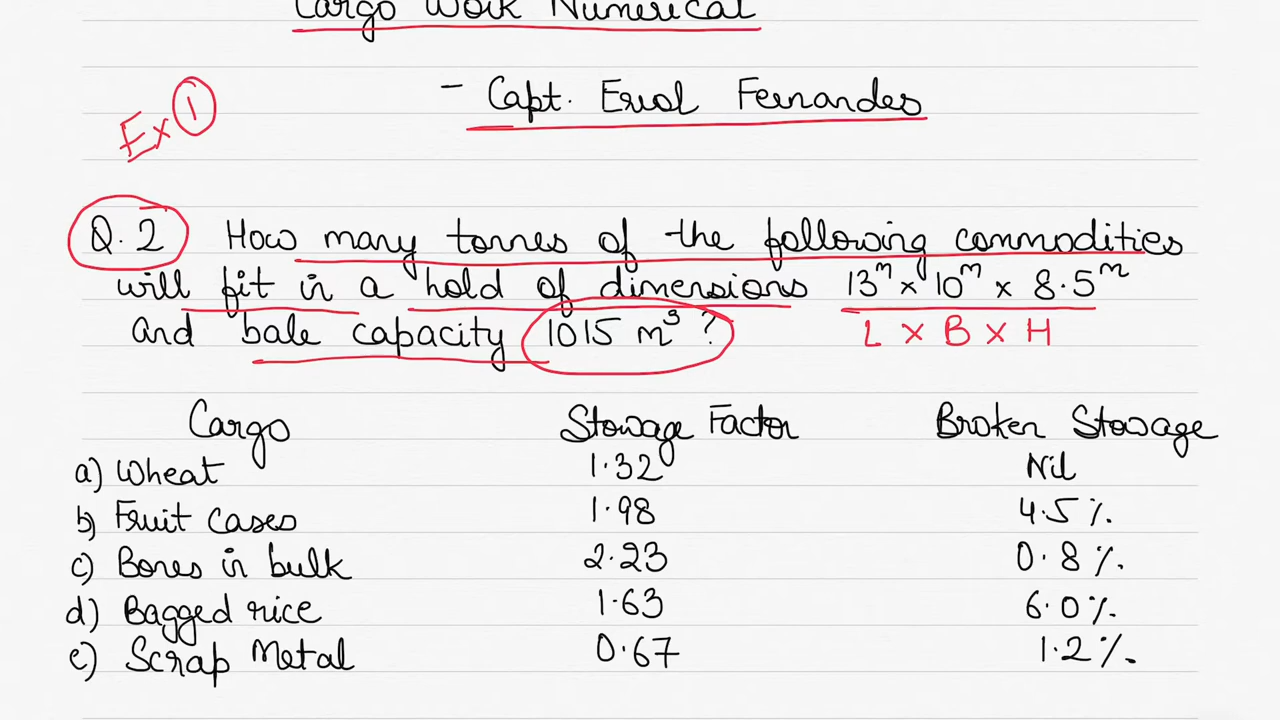 Cargo Work Numerical
- Capt. Errol Fernandes
Ex 1
Q.2 How many tonnes of the following commodities
will fit in a hold of dimensions 13m x 10m x 8.5m
and bale capacity 1015 m³ ? L x B x H
Cargo Stowage Factor Broken Stowage
a) Wheat 1.32 Nil
b) Fruit cases 1.98 4.5 %.
c) Bones in bulk 2.23 0.8 %.
d) Bagged rice 1.63 6.0 %.
e) Scrap Metal 0.67 1.2 %.